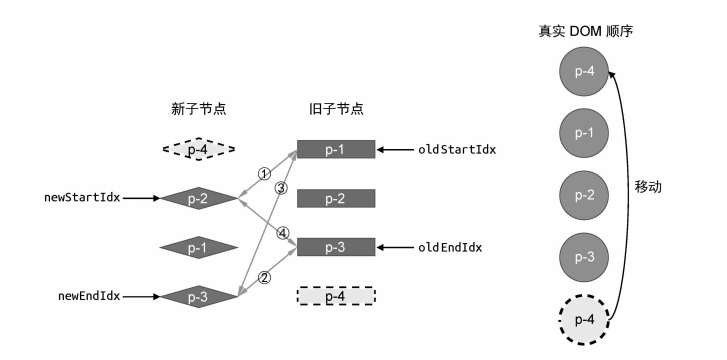 真实 DOM 顺序
p-4
新子节点
旧子节点
p-4
p-1
oldStartIdx
p-1
①
③
移动
newStartIdx
p-2
p-2
p-2
④
p-1
p-3
oldEndIdx
p-3
②
newEndIdx
p-3
p-4
p-4